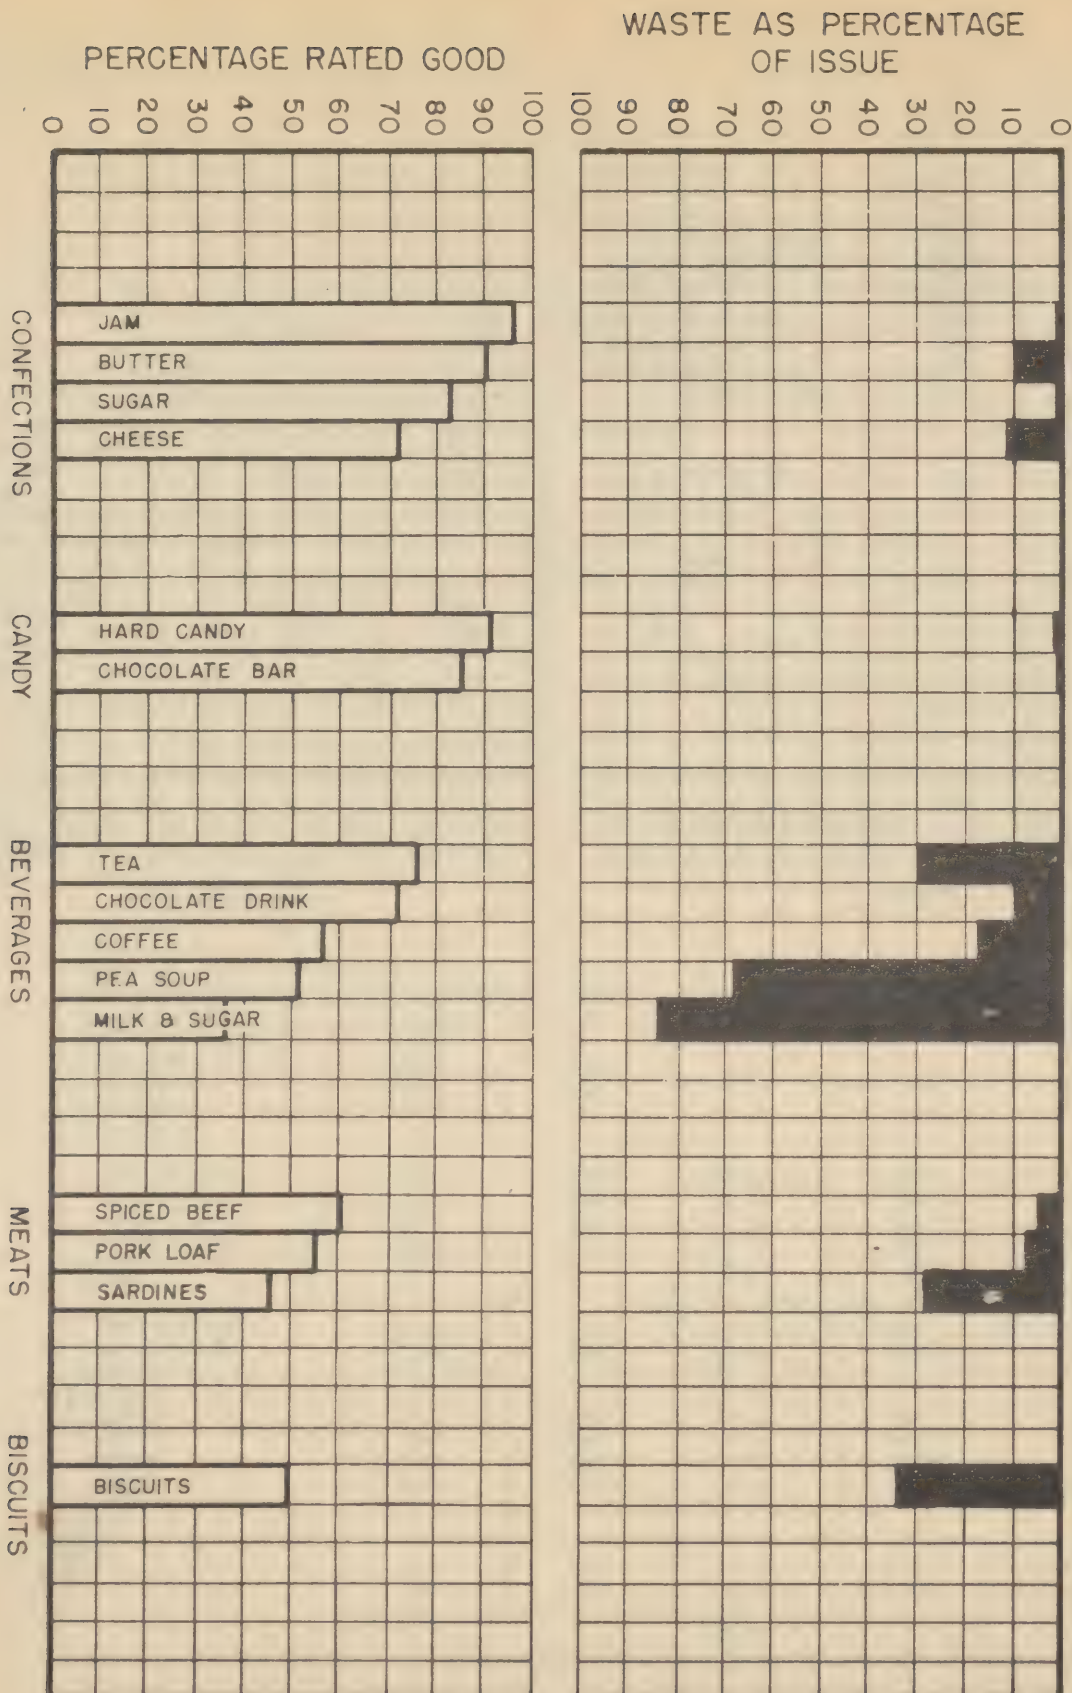 WASTE AS PERCENTAGE
OF ISSUE
PERCENTAGE RATED GOOD
0 10 20 30 40 50 60 70 80 90 100
100 90 80 70 60 50 40 30 20 10 0
CONFECTIONS
JAM
BUTTER
SUGAR
CHEESE
CANDY
HARD CANDY
CHOCOLATE BAR
BEVERAGES
TEA
CHOCOLATE DRINK
COFFEE
PEA SOUP
MILK & SUGAR
MEATS
SPICED BEEF
PORK LOAF
SARDINES
BISCUITS
BISCUITS